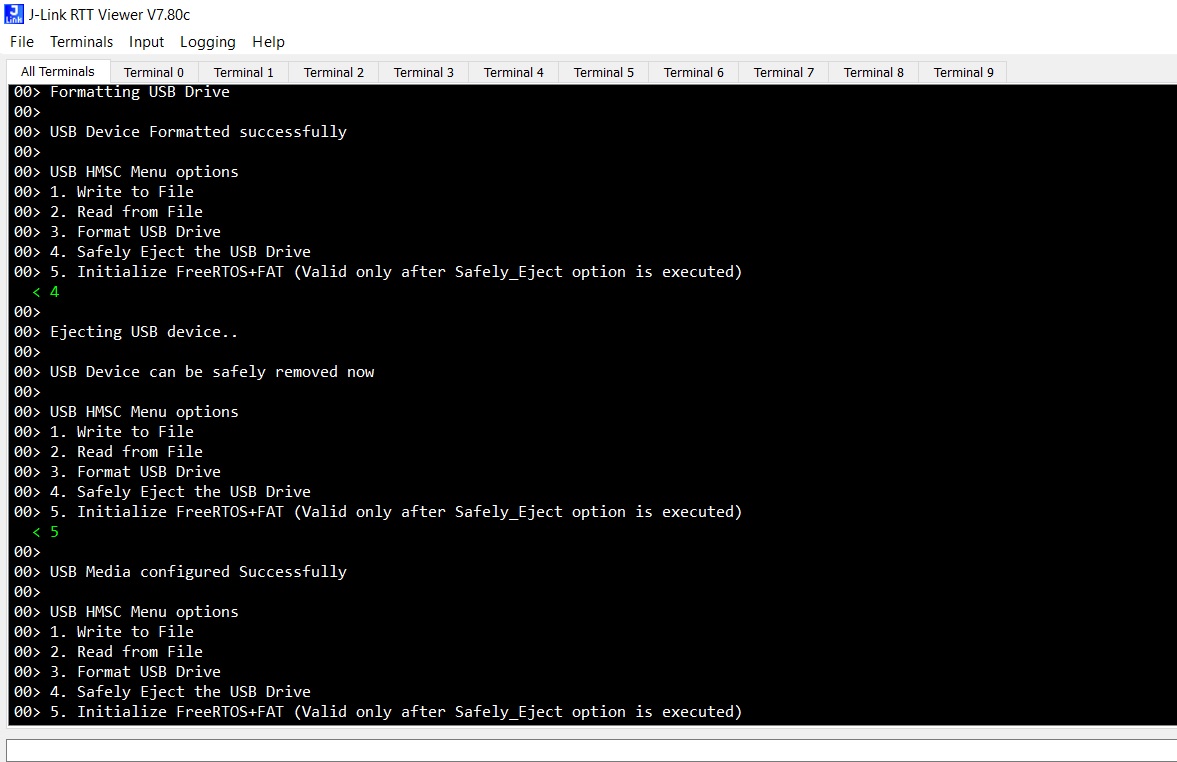 J-Link RTT Viewer V7.80c
File Terminals Input Logging Help
All Terminals Terminal 0 Terminal 1 Terminal 2 Terminal 3 Terminal 4 Terminal 5 Terminal 6 Terminal 7 Terminal 8 Terminal 9
00> Formatting USB Drive
00>
00> USB Device Formatted successfully
00>
00> USB HMSC Menu options
00> 1. Write to File
00> 2. Read from File
00> 3. Format USB Drive
00> 4. Safely Eject the USB Drive
00> 5. Initialize FreeRTOS+FAT (Valid only after Safely_Eject option is executed)
< 4
00>
00> Ejecting USB device..
00>
00> USB Device can be safely removed now
00>
00> USB HMSC Menu options
00> 1. Write to File
00> 2. Read from File
00> 3. Format USB Drive
00> 4. Safely Eject the USB Drive
00> 5. Initialize FreeRTOS+FAT (Valid only after Safely_Eject option is executed)
< 5
00>
00> USB Media configured Successfully
00>
00> USB HMSC Menu options
00> 1. Write to File
00> 2. Read from File
00> 3. Format USB Drive
00> 4. Safely Eject the USB Drive
00> 5. Initialize FreeRTOS+FAT (Valid only after Safely_Eject option is executed)